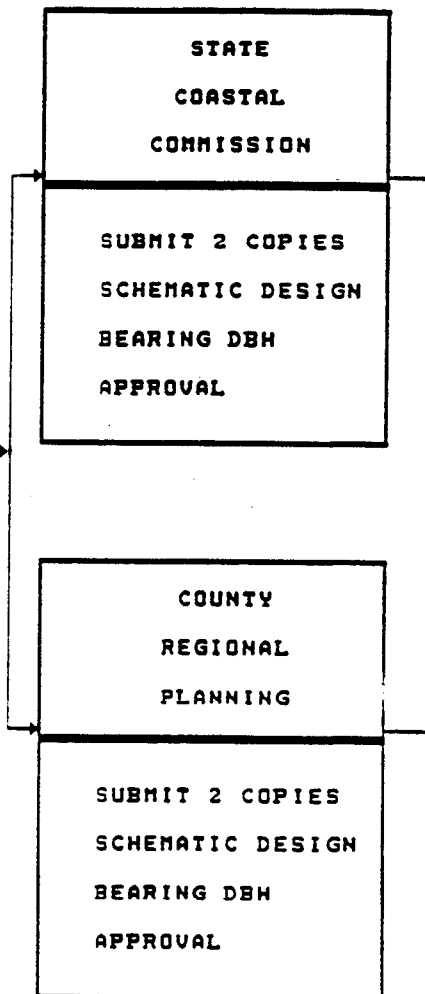 STATE
COASTAL
COMMISSION
SUBMIT 2 COPIES
SCHEMATIC DESIGN
BEARING DBH
APPROVAL
COUNTY
REGIONAL
PLANNING
SUBMIT 2 COPIES
SCHEMATIC DESIGN
BEARING DBH
APPROVAL